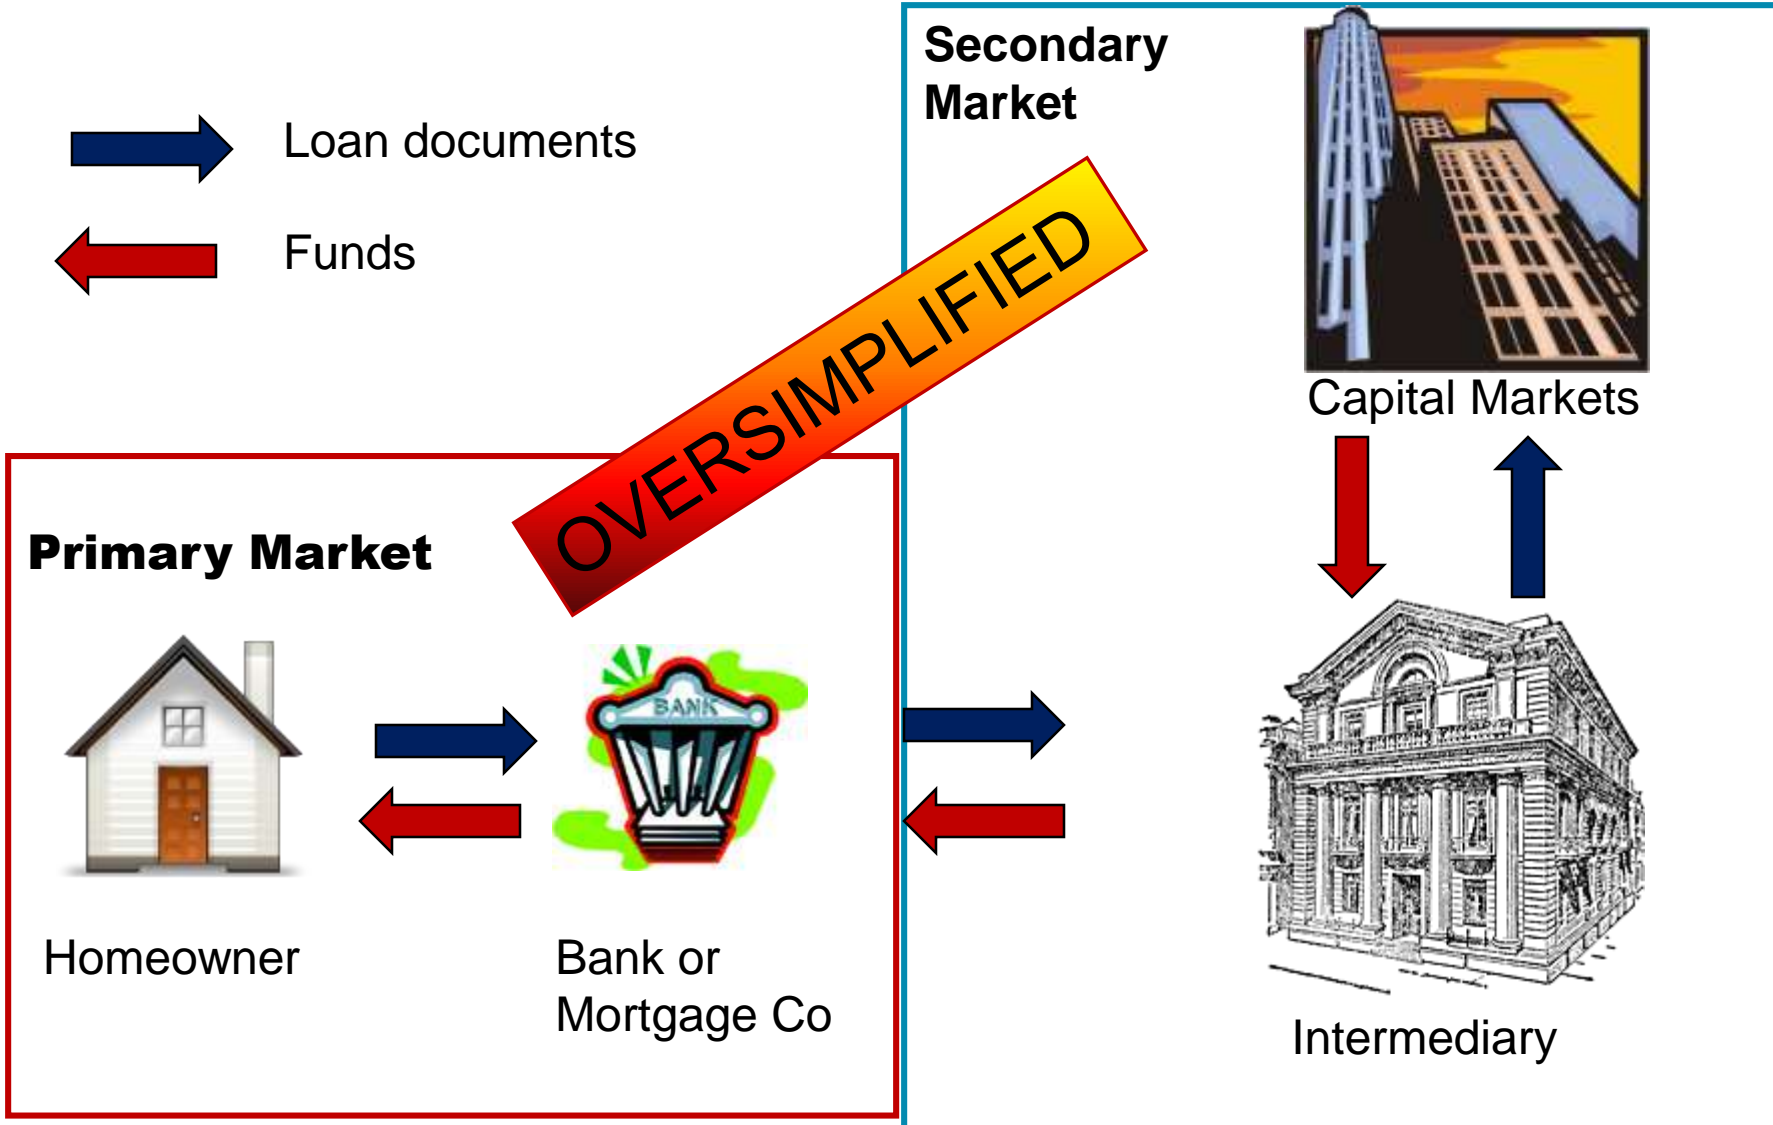 Secondary
Market
Loan documents
Funds
OVERSIMPLIFIED
Capital Markets
Primary Market
BANK
Homeowner
Bank or
Mortgage Co
Intermediary